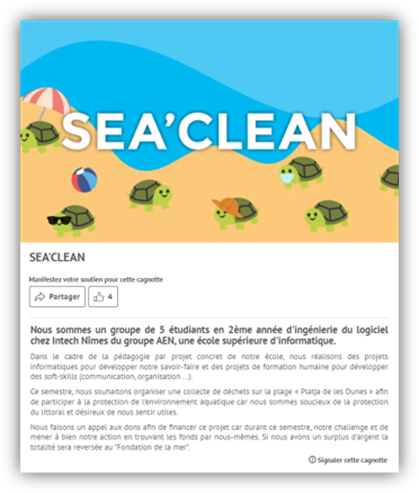 SEA'CLEAN
SEA'CLEAN
Manifestez votre soutien pour cette cagnotte
Partager 4
Nous sommes un groupe de 5 étudiants en 2ème année d'ingénierie du logiciel
chez Intech Nîmes du groupe AEN, une école supérieure d'informatique.
Dans le cadre de la pédagogie par projet concret de notre école, nous réalisons des projets
informatiques pour développer notre savoir-faire et des projets de formation humaine pour développer
des soft-skills (communication, organisation ...).
Ce semestre, nous souhaitons organiser une collecte de déchets sur la plage « Platja de les Dunes » afin
de participer à la protection de l'environnement aquatique car nous sommes soucieux de la protection
du littoral et désireux de nous sentir utiles.
Nous faisons un appel aux dons afin de financer ce projet car durant ce semestre, notre challenge et de
mener à bien notre action en trouvant les fonds par nous-mêmes. Si nous avons un surplus d'argent la
totalité sera reversée au "Fondation de la mer".
Signaler cette cagnotte